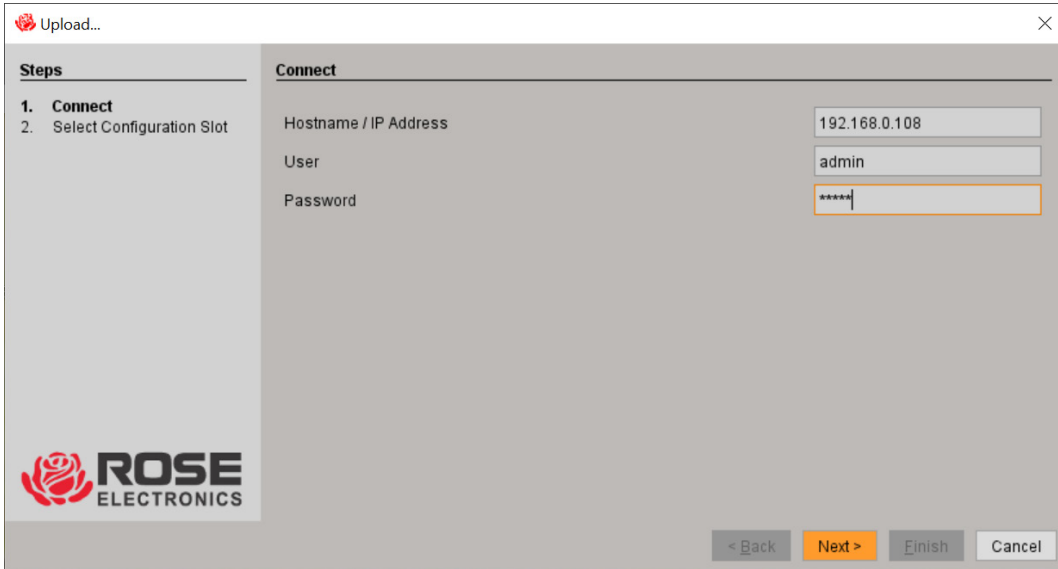 Upload...
Steps
1. Connect
2. Select Configuration Slot
Connect
Hostname / IP Address
192.168.0.108
User
admin
Password
*****
ROSE
ELECTRONICS
< Back
Next >
Finish
Cancel